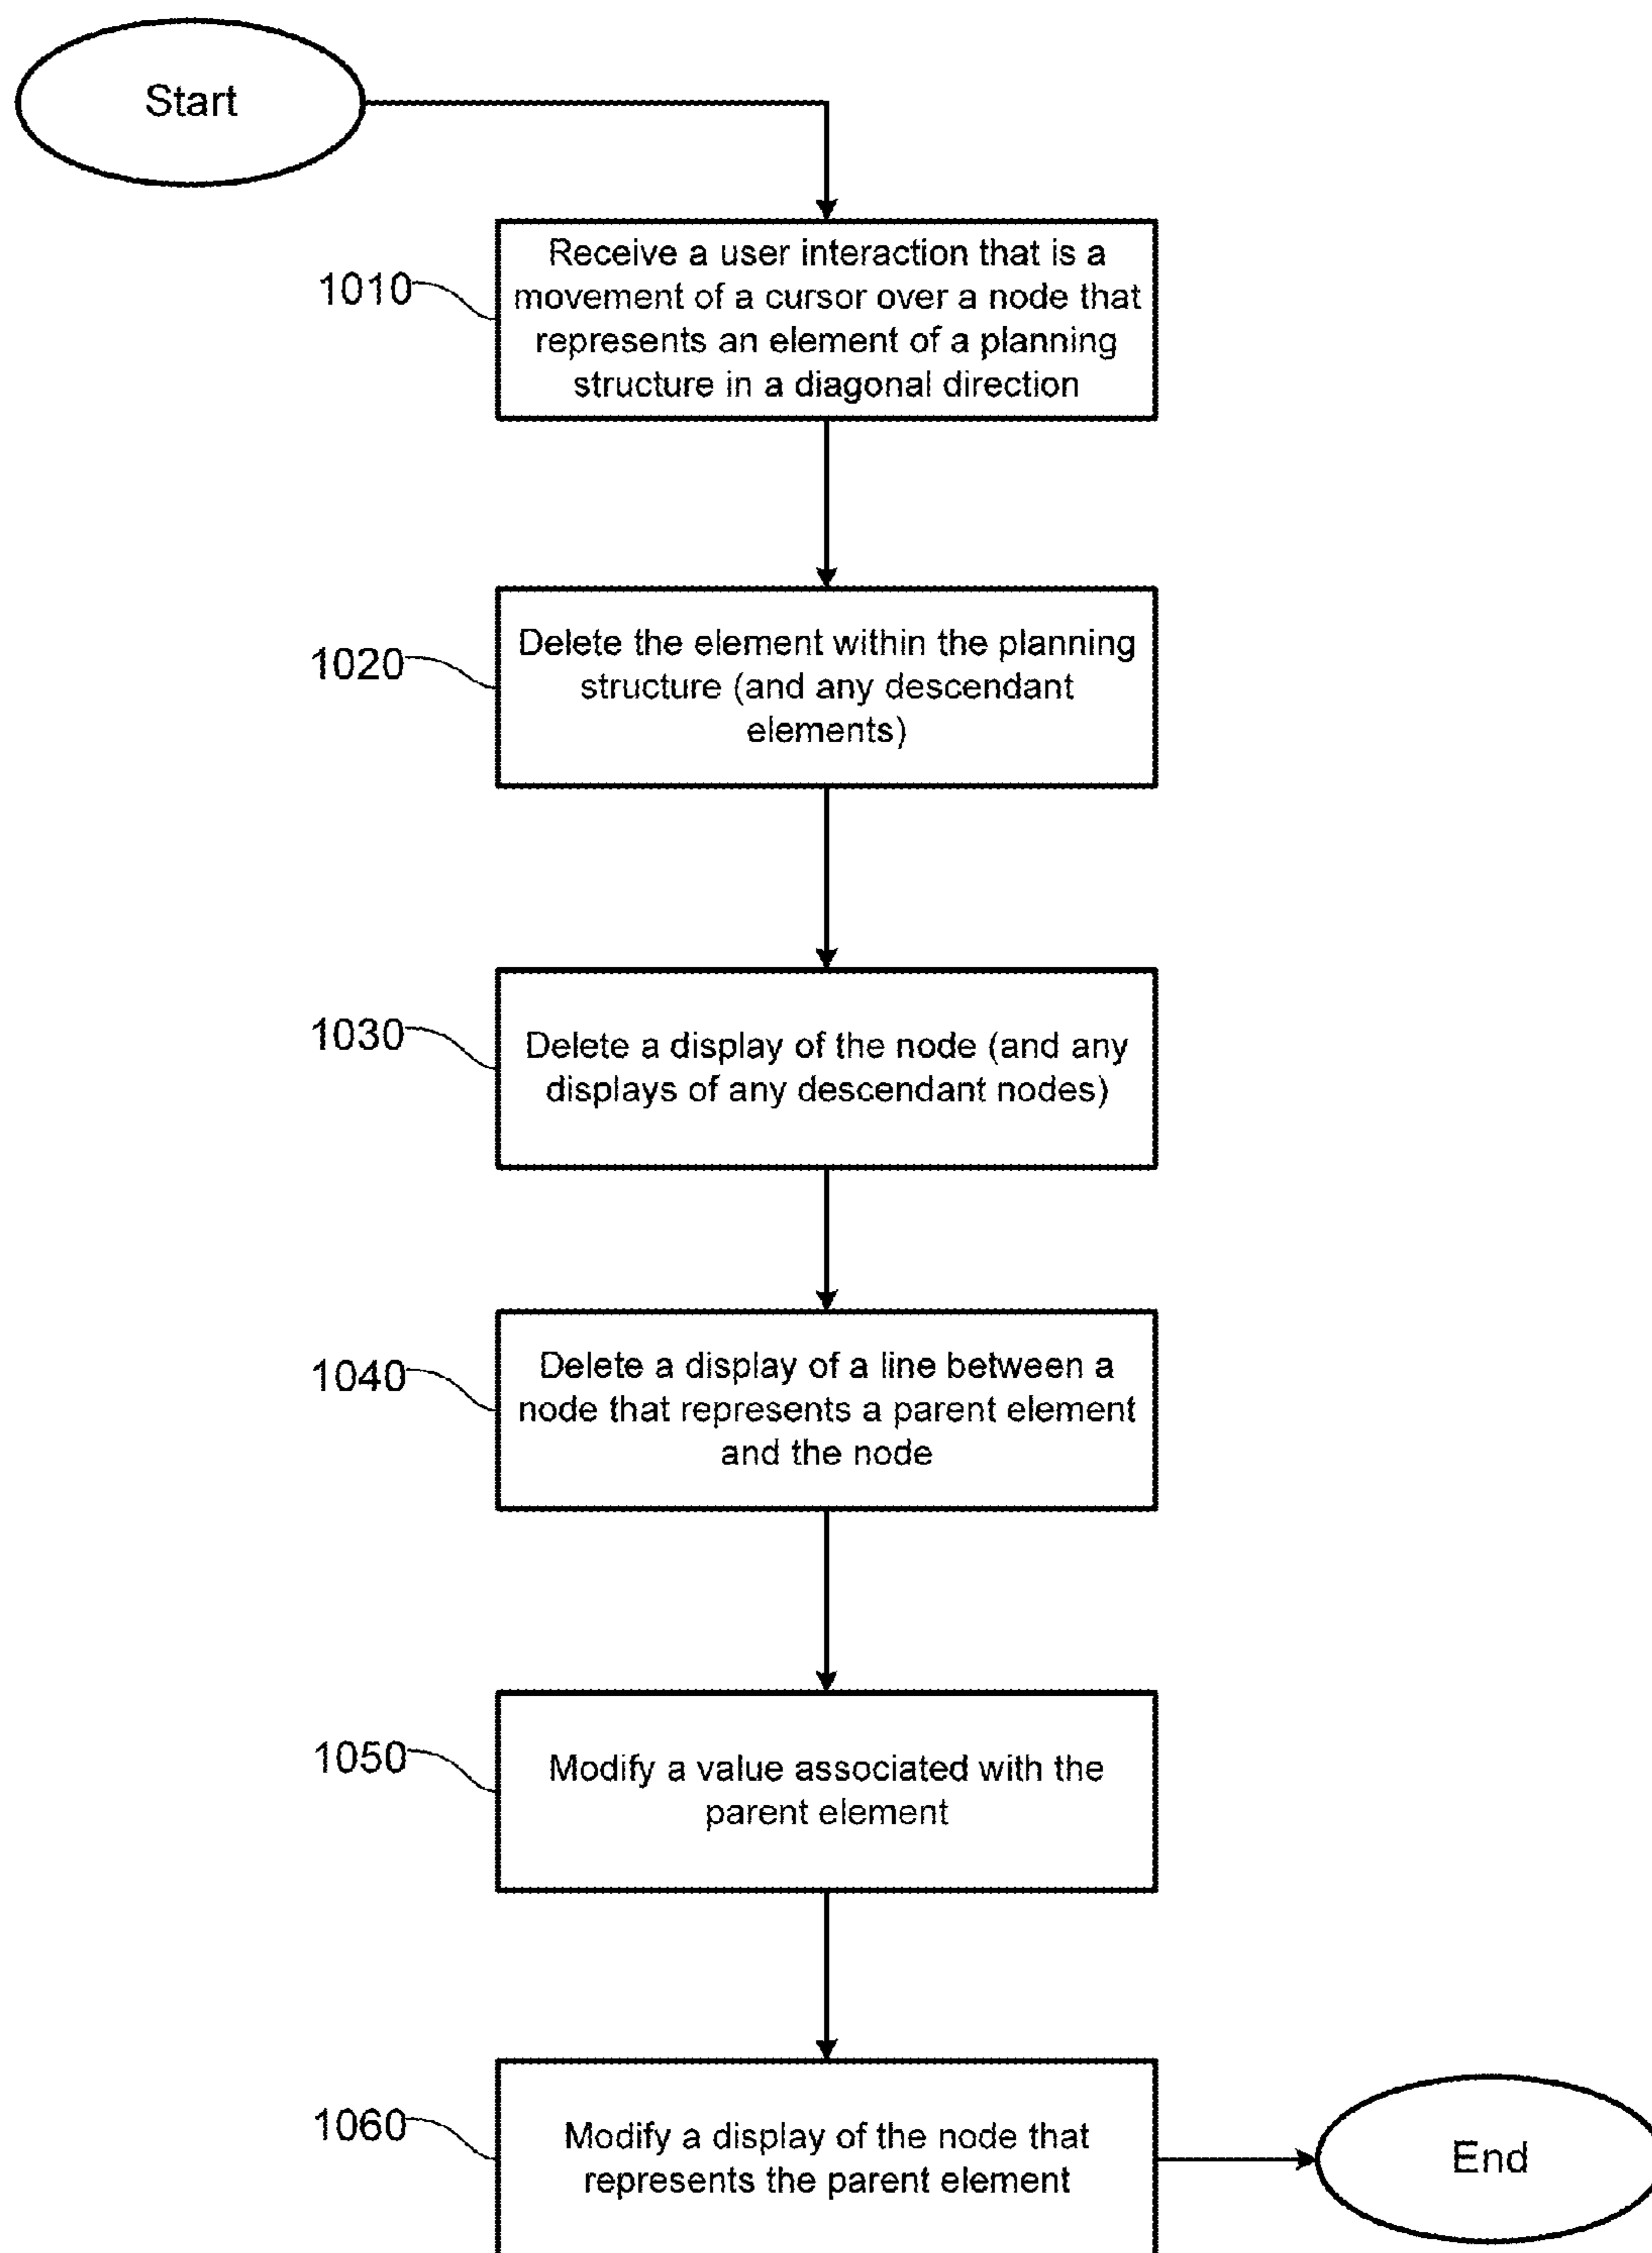 Start
1010
Receive a user interaction that is a
movement of a cursor over a node that
represents an element of a planning
structure in a diagonal direction
1020
Delete the element within the planning
structure (and any descendant
elements)
1030
Delete a display of the node (and any
displays of any descendant nodes)
1040
Delete a display of a line between a
node that represents a parent element
and the node
1050
Modify a value associated with the
parent element
1060
Modify a display of the node that
represents the parent element
End